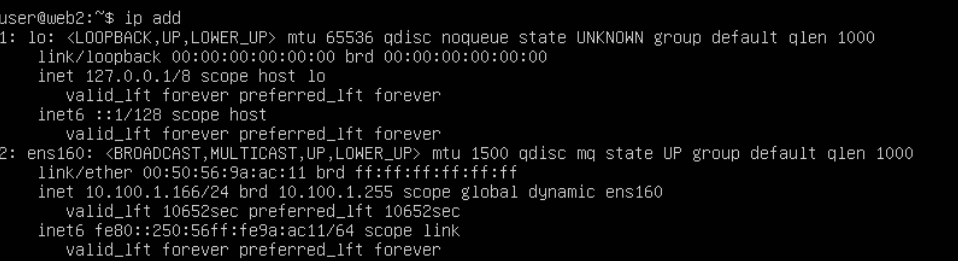 user@web2:~$ ip add
1: lo: <LOOPBACK,UP,LOWER_UP> mtu 65536 qdisc noqueue state UNKNOWN group default qlen 1000
    link/loopback 00:00:00:00:00:00 brd 00:00:00:00:00:00
    inet 127.0.0.1/8 scope host lo
       valid_lft forever preferred_lft forever
    inet6 ::1/128 scope host
       valid_lft forever preferred_lft forever
2: ens160: <BROADCAST,MULTICAST,UP,LOWER_UP> mtu 1500 qdisc mq state UP group default qlen 1000
    link/ether 00:50:56:9a:ac:11 brd ff:ff:ff:ff:ff:ff
    inet 10.100.1.166/24 brd 10.100.1.255 scope global dynamic ens160
       valid_lft 10652sec preferred_lft 10652sec
    inet6 fe80::250:56ff:fe9a:ac11/64 scope link
       valid_lft forever preferred_lft forever